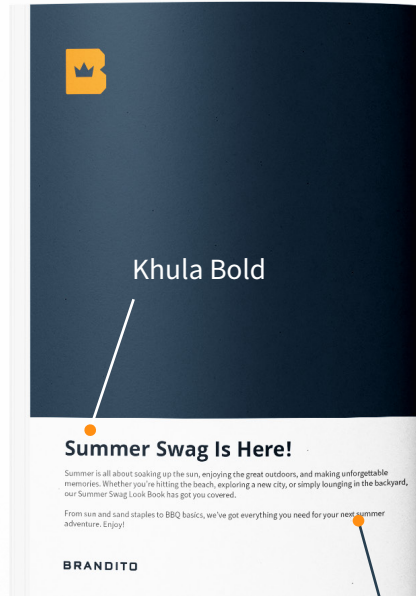 B
Khula Bold
Summer Swag Is Here!
Summer is all about soaking up the sun, enjoying the great outdoors, and making unforgettable
memories. Whether you're hitting the beach, exploring a new city, or simply lounging in the backyard,
our Summer Swag Look Book has got you covered.
From sun and sand staples to BBQ basics, we've got everything you need for your next summer
adventure. Enjoy!
BRANDITO